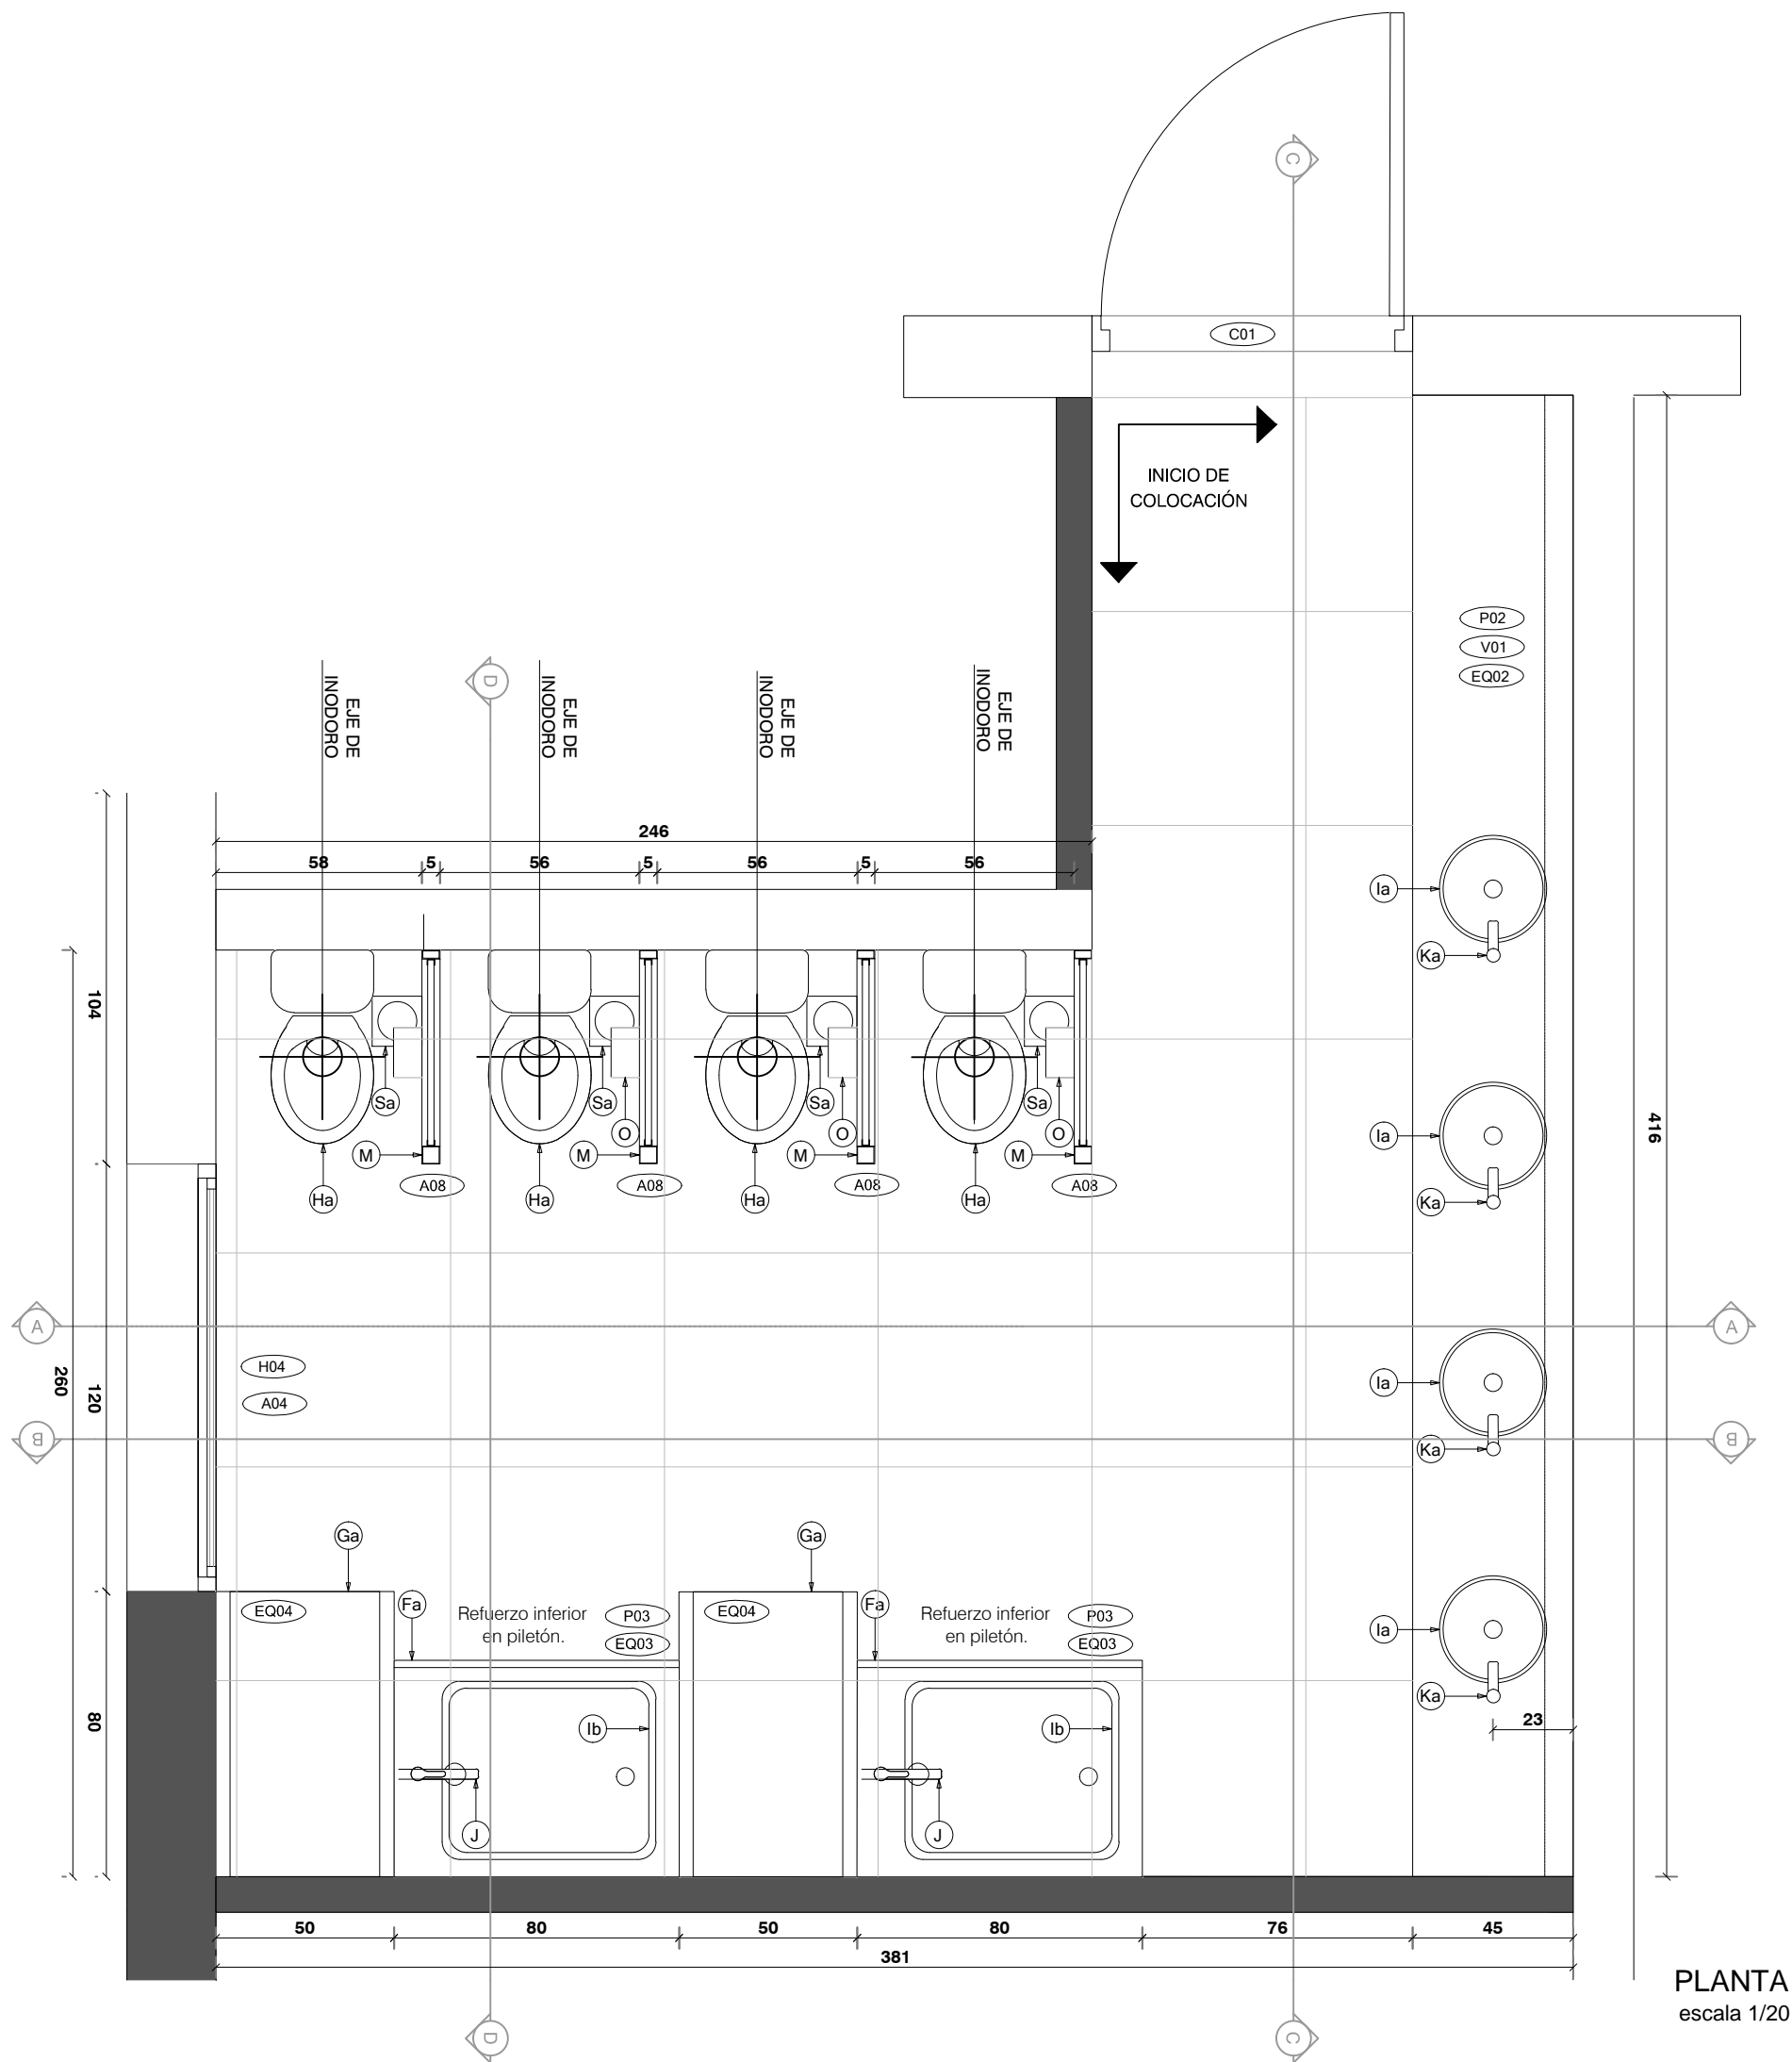 C
C01
INICIO DE
COLOCACIÓN
P02
V01
EQ02
EJE DE
INODORO
EJE DE
INODORO
EJE DE
INODORO
EJE DE
INODORO
D
246
58 5 56 5 56 5 56
Ia
Ka
104
Sa Sa Sa Sa
O O O
M M M M
Ha Ha Ha Ha
A08 A08 A08 A08
Ia
Ka
416
A A
H04
A04
260
120
Ia
Ka
B B
Ga Ga
EQ04 Fa EQ04 Fa
Refuerzo inferior
en piletón.
P03
EQ03
Refuerzo inferior
en piletón.
P03
EQ03
Ia
Ka
80
Ib Ib
23
J J
50 80 50 80 76 45
381
PLANTA
escala 1/20
D C